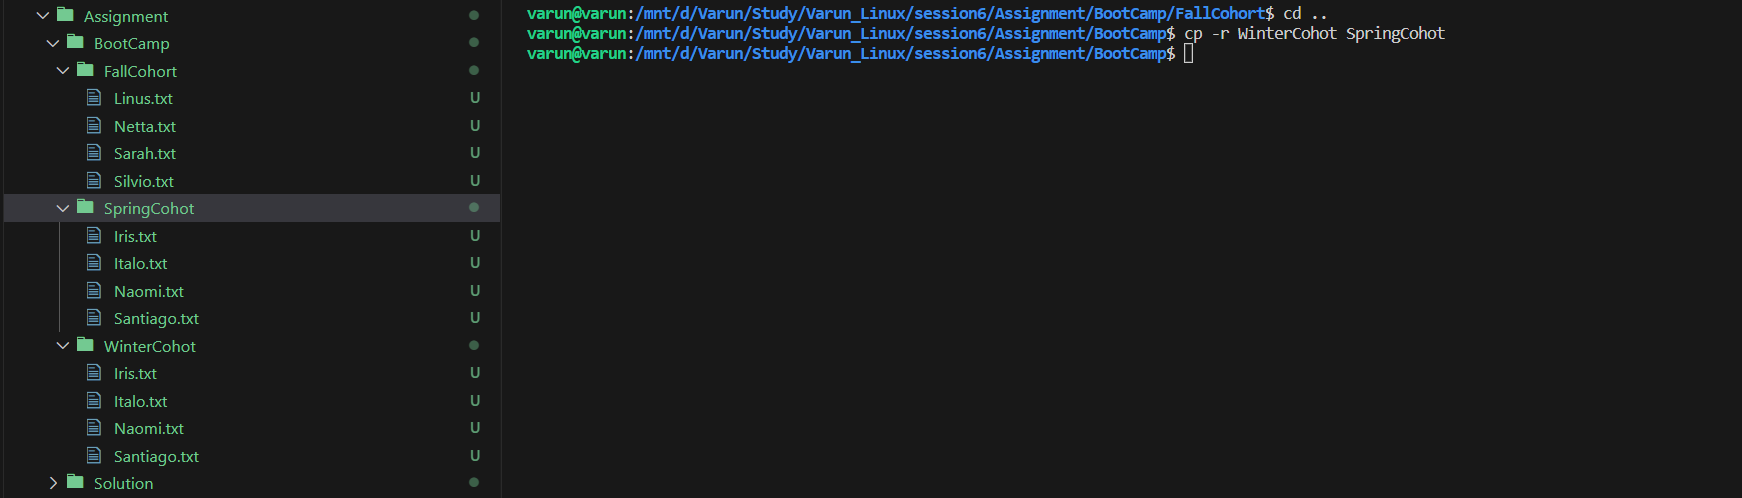 Assignment
BootCamp
FallCohort
Linus.txt U
Netta.txt U
Sarah.txt U
Silvio.txt U
SpringCohot
Iris.txt U
Italo.txt U
Naomi.txt U
Santiago.txt U
WinterCohot
Iris.txt U
Italo.txt U
Naomi.txt U
Santiago.txt U
Solution
varun@varun:/mnt/d/Varun/Study/Varun_Linux/session6/Assignment/BootCamp/FallCohort$ cd ..
varun@varun:/mnt/d/Varun/Study/Varun_Linux/session6/Assignment/BootCamp$ cp -r WinterCohot SpringCohot
varun@varun:/mnt/d/Varun/Study/Varun_Linux/session6/Assignment/BootCamp$